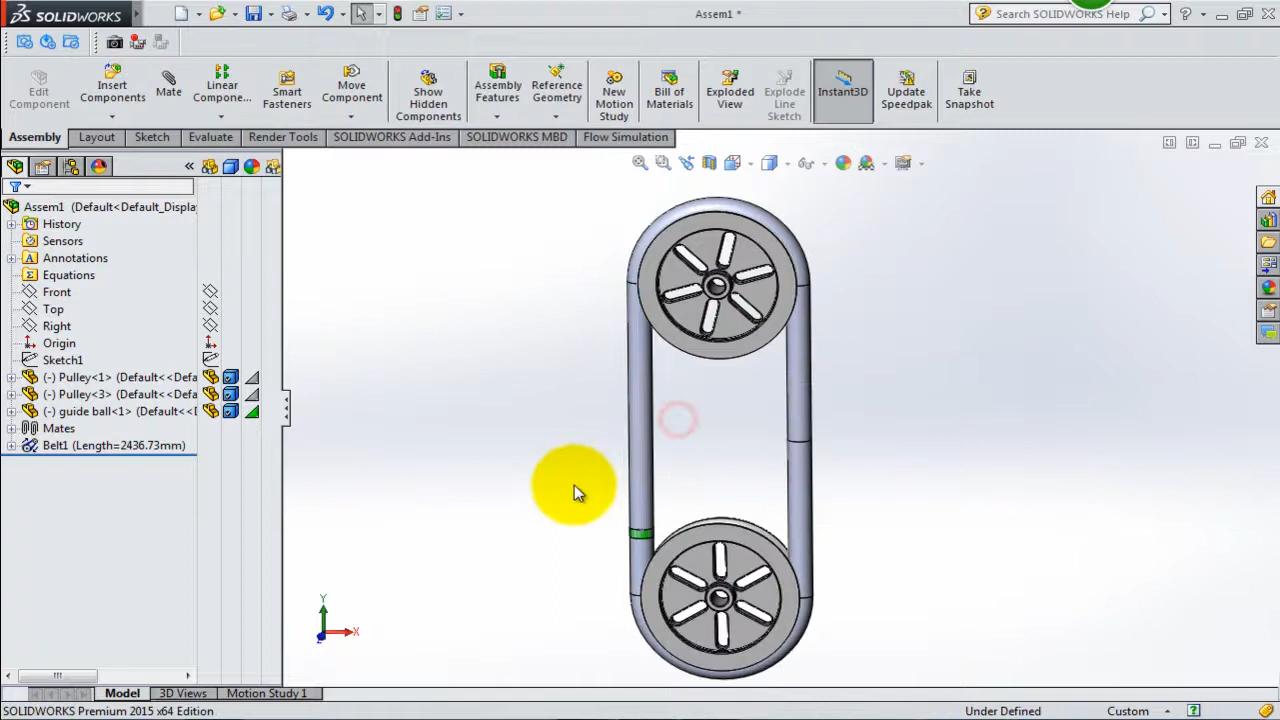 SOLIDWORKS
Assem1 *
Search SOLIDWORKS Help
Edit Component
Insert Components
Mate
Linear Compone...
Smart Fasteners
Move Component
Show Hidden Components
Assembly Features
Reference Geometry
New Motion Study
Bill of Materials
Exploded View
Explode Line Sketch
Instant3D
Update Speedpak
Take Snapshot
Assembly
Layout
Sketch
Evaluate
Render Tools
SOLIDWORKS Add-Ins
SOLIDWORKS MBD
Flow Simulation
Assem1 (Default<Default_Display
History
Sensors
Annotations
Equations
Front
Top
Right
Origin
Sketch1
(-) Pulley<1> (Default<<Defa
(-) Pulley<3> (Default<<Defa
(-) guide ball<1> (Default<<D
Mates
Belt1 (Length=2436.73mm)
Y
X
Z
Model
3D Views
Motion Study 1
SOLIDWORKS Premium 2015 x64 Edition
Under Defined
Custom